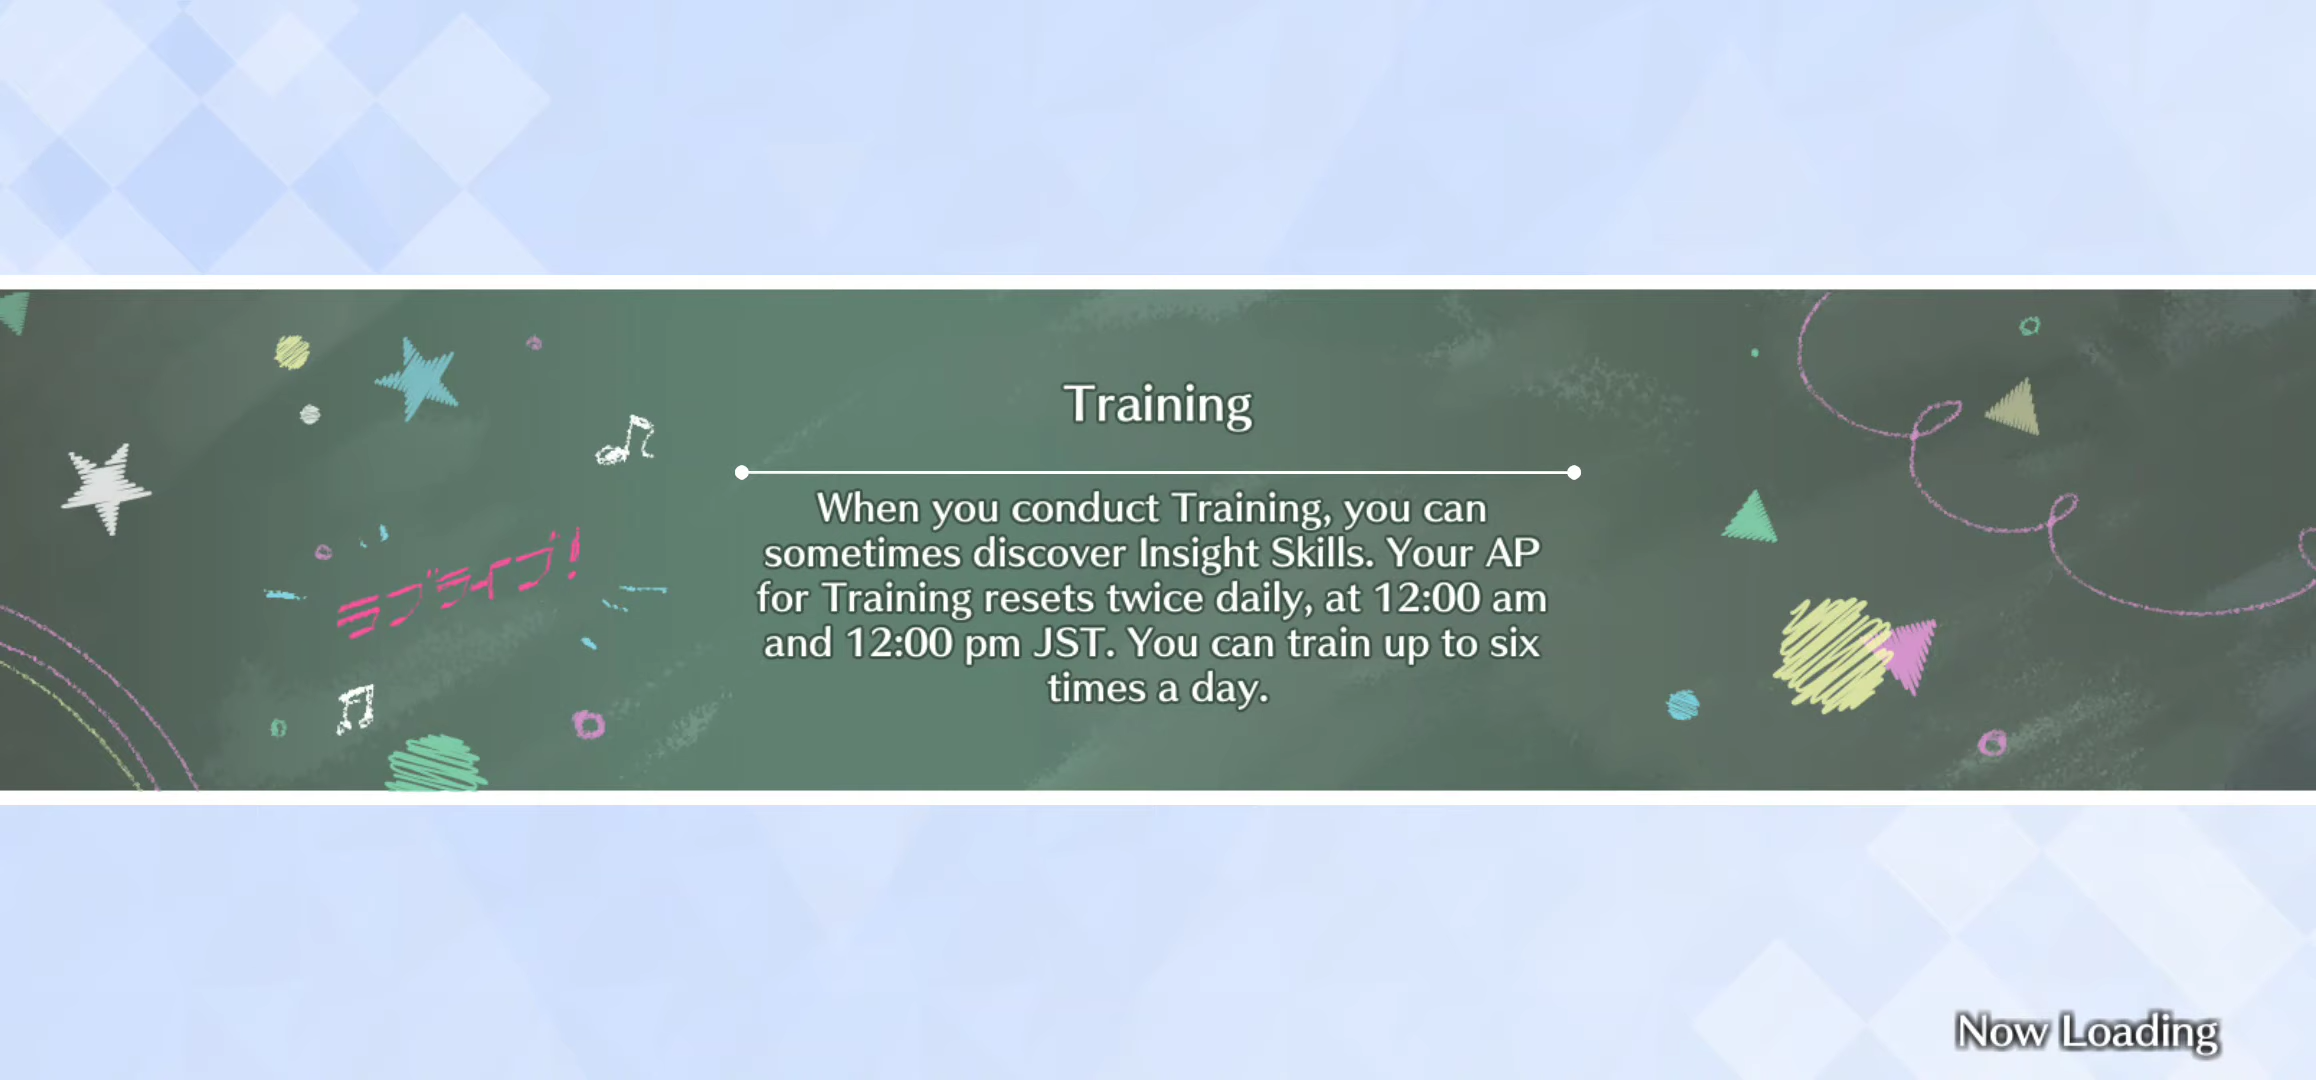 Training
When you conduct Training, you can
sometimes discover Insight Skills. Your AP
for Training resets twice daily, at 12:00 am
and 12:00 pm JST. You can train up to six
times a day.
ラブライブ!
Now Loading